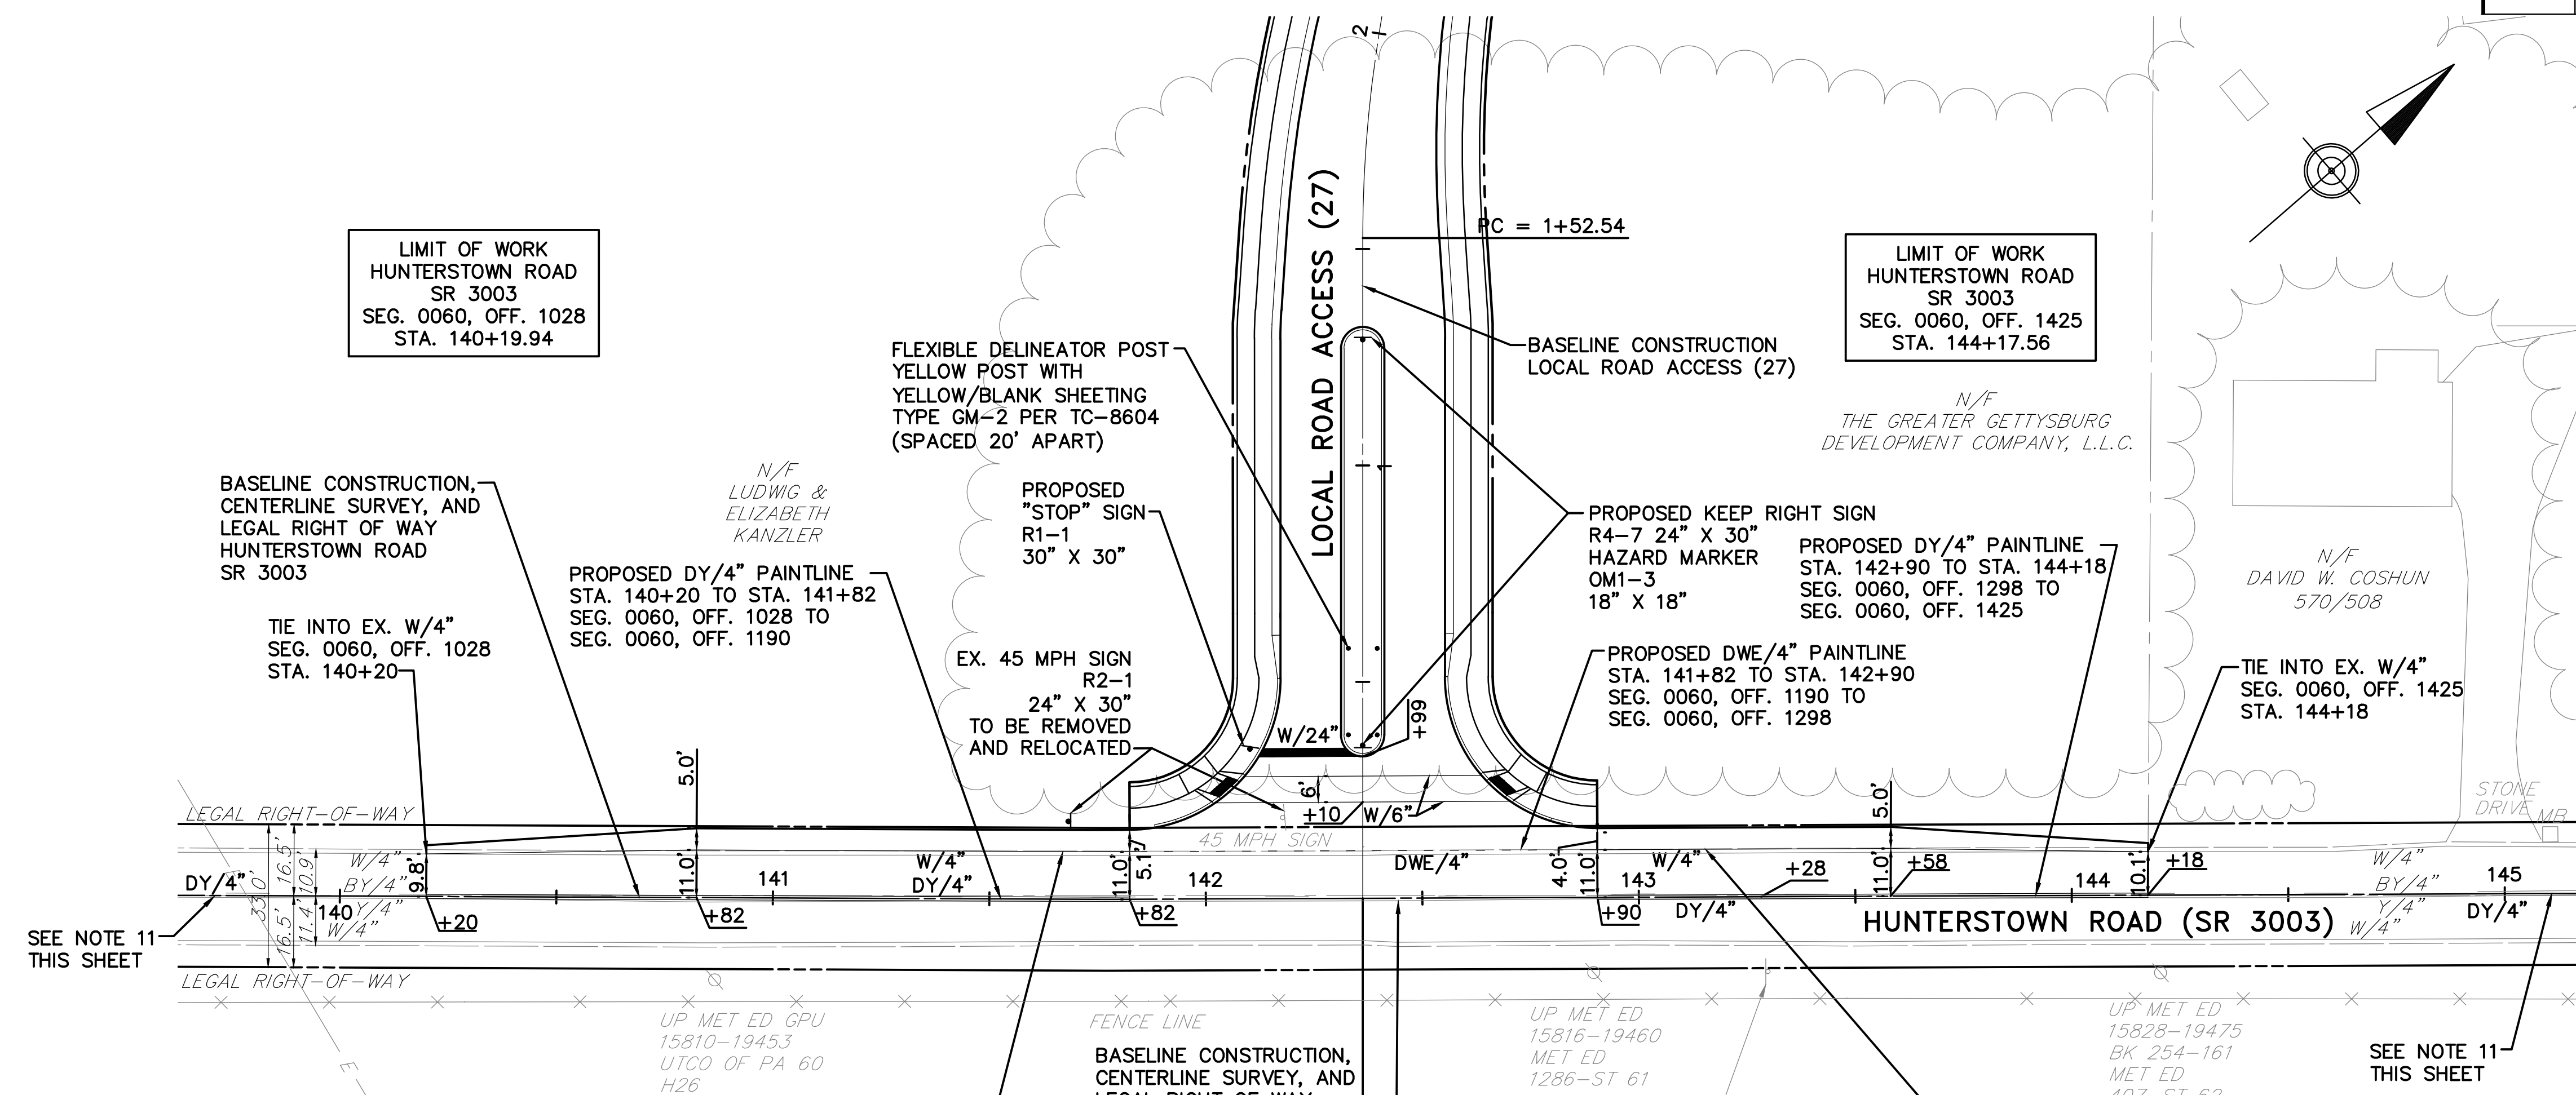 2
LOCAL ROAD ACCESS (27)
PC = 1+52.54
1
LIMIT OF WORK
HUNTERSTOWN ROAD
SR 3003
SEG. 0060, OFF. 1028
STA. 140+19.94
LIMIT OF WORK
HUNTERSTOWN ROAD
SR 3003
SEG. 0060, OFF. 1425
STA. 144+17.56
FLEXIBLE DELINEATOR POST
YELLOW POST WITH
YELLOW/BLANK SHEETING
TYPE GM-2 PER TC-8604
(SPACED 20' APART)
BASELINE CONSTRUCTION
LOCAL ROAD ACCESS (27)
N/F
THE GREATER GETTYSBURG
DEVELOPMENT COMPANY, L.L.C.
BASELINE CONSTRUCTION,
CENTERLINE SURVEY, AND
LEGAL RIGHT OF WAY
HUNTERSTOWN ROAD
SR 3003
N/F
LUDWIG &
ELIZABETH
KANZLER
PROPOSED
"STOP" SIGN
R1-1
30" X 30"
PROPOSED KEEP RIGHT SIGN
R4-7 24" X 30"
HAZARD MARKER
OM1-3
18" X 18"
PROPOSED DY/4" PAINTLINE
STA. 142+90 TO STA. 144+18
SEG. 0060, OFF. 1298 TO
SEG. 0060, OFF. 1425
N/F
DAVID W. COSHUN
570/508
PROPOSED DY/4" PAINTLINE
STA. 140+20 TO STA. 141+82
SEG. 0060, OFF. 1028 TO
SEG. 0060, OFF. 1190
TIE INTO EX. W/4"
SEG. 0060, OFF. 1028
STA. 140+20
EX. 45 MPH SIGN
R2-1
24" X 30"
TO BE REMOVED
AND RELOCATED
PROPOSED DWE/4" PAINTLINE
STA. 141+82 TO STA. 142+90
SEG. 0060, OFF. 1190 TO
SEG. 0060, OFF. 1298
TIE INTO EX. W/4"
SEG. 0060, OFF. 1425
STA. 144+18
W/24"
+99
6'
+10
W/6"
5.0'
5.0'
STONE
DRIVE
MB
LEGAL RIGHT-OF-WAY
45 MPH SIGN
DY/4"
33.0'
16.5'
10.9'
W/4"
BY/4"
9.8'
11.0'
141
W/4"
DY/4"
11.0'
5.1'
142
DWE/4"
4.0'
11.0'
W/4"
143
+28
11.0'
+58
144
10.1'
+18
W/4"
BY/4"
145
16.5'
11.4'
140
Y/4"
W/4"
+20
+82
+82
+90
DY/4"
HUNTERSTOWN ROAD (SR 3003)
Y/4"
W/4"
DY/4"
SEE NOTE 11
THIS SHEET
LEGAL RIGHT-OF-WAY
E
UP MET ED GPU
15810-19453
UTCO OF PA 60
H26
FENCE LINE
BASELINE CONSTRUCTION,
CENTERLINE SURVEY, AND
LEGAL RIGHT OF WAY
UP MET ED
15816-19460
MET ED
1286-ST 61
UP MET ED
15828-19475
BK 254-161
MET ED
SEE NOTE 11
THIS SHEET